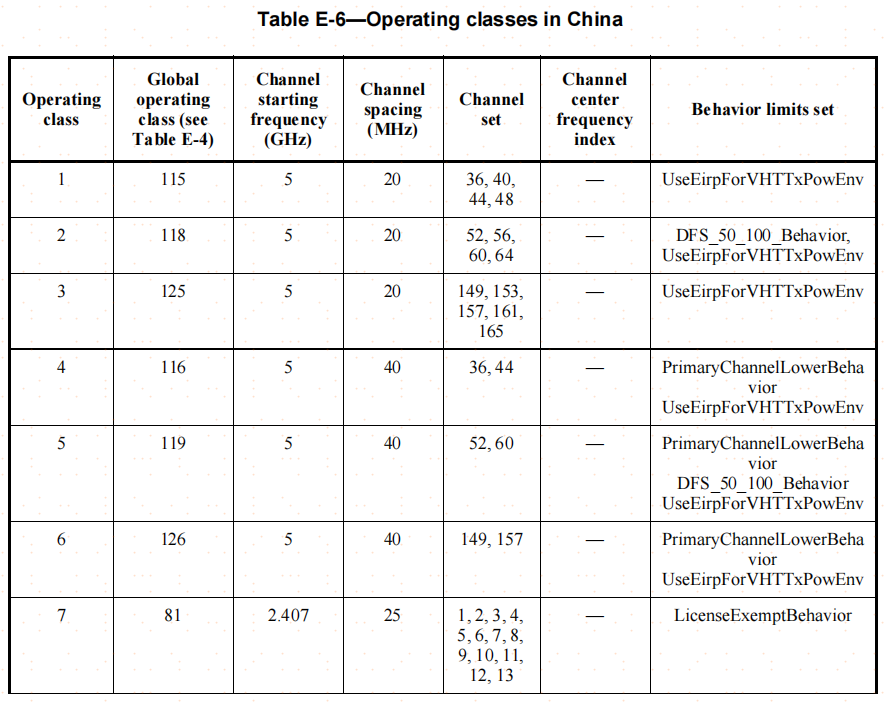 Table E-6—Operating classes in China
Operating class | Global operating class (see Table E-4) | Channel starting frequency (GHz) | Channel spacing (MHz) | Channel set | Channel center frequency index | Behavior limits set
1 | 115 | 5 | 20 | 36, 40, 44, 48 | — | UseEirpForVHTTxPowEnv
2 | 118 | 5 | 20 | 52, 56, 60, 64 | — | DFS_50_100_Behavior, UseEirpForVHTTxPowEnv
3 | 125 | 5 | 20 | 149, 153, 157, 161, 165 | — | UseEirpForVHTTxPowEnv
4 | 116 | 5 | 40 | 36, 44 | — | PrimaryChannelLowerBehavior UseEirpForVHTTxPowEnv
5 | 119 | 5 | 40 | 52, 60 | — | PrimaryChannelLowerBehavior DFS_50_100_Behavior UseEirpForVHTTxPowEnv
6 | 126 | 5 | 40 | 149, 157 | — | PrimaryChannelLowerBehavior UseEirpForVHTTxPowEnv
7 | 81 | 2.407 | 25 | 1, 2, 3, 4, 5, 6, 7, 8, 9, 10, 11, 12, 13 | — | LicenseExemptBehavior